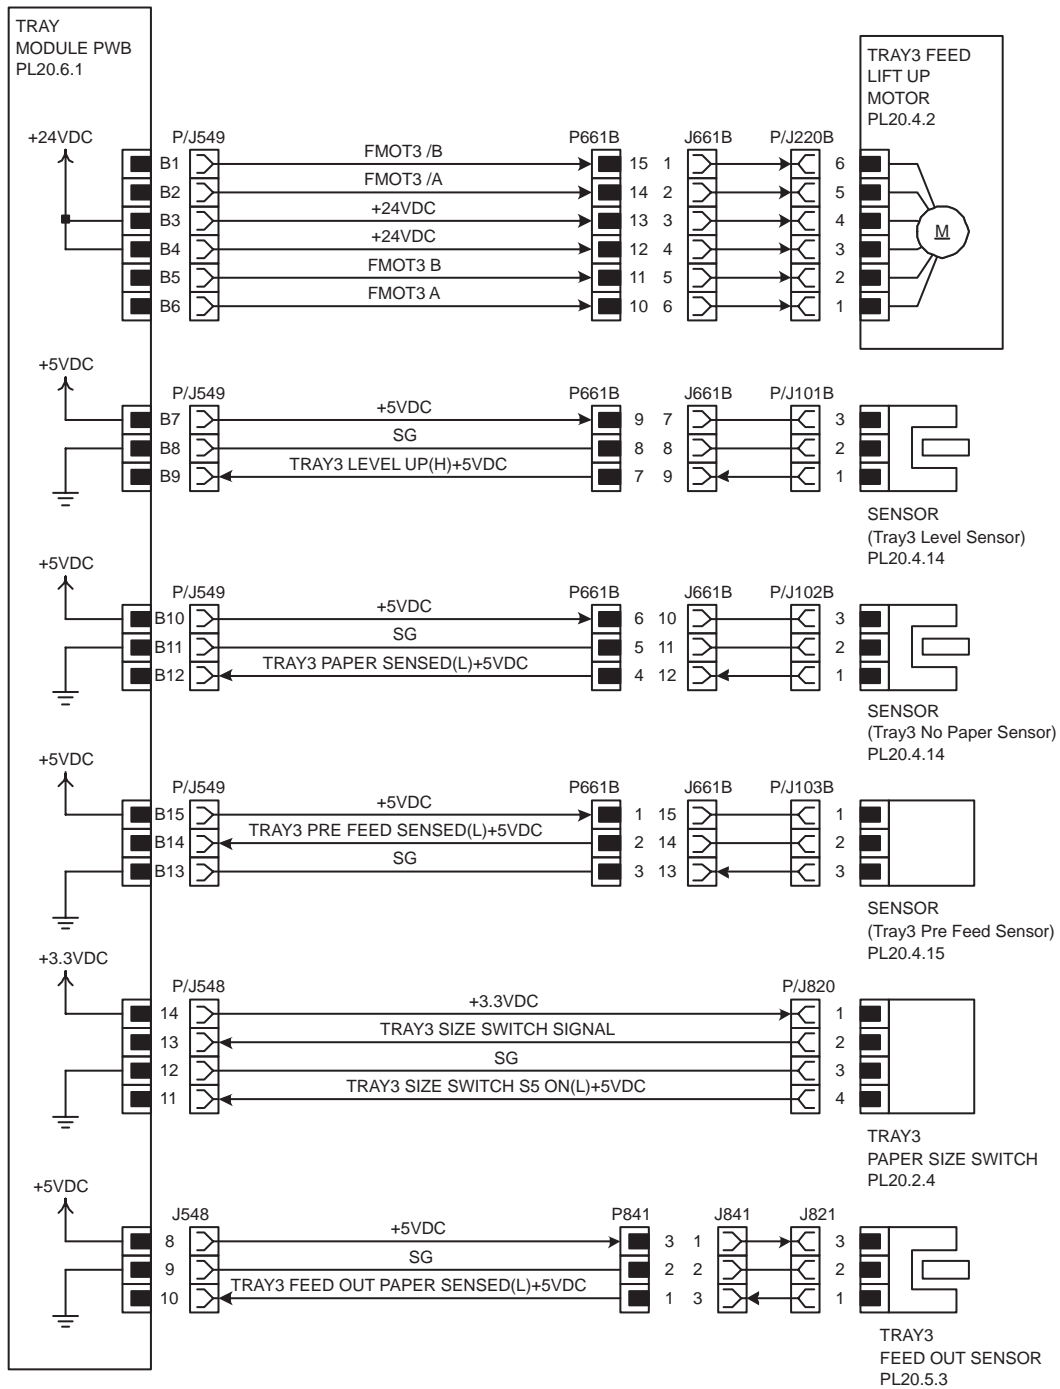 TRAY
MODULE PWB
PL20.6.1
TRAY3 FEED
LIFT UP
MOTOR
PL20.4.2
+24VDC P/J549 P661B J661B P/J220B
B1 FMOT3 /B 15 1 6
B2 FMOT3 /A 14 2 5
B3 +24VDC 13 3 4
B4 +24VDC 12 4 3
B5 FMOT3 B 11 5 2
B6 FMOT3 A 10 6 1
M
+5VDC
P/J549 P661B J661B P/J101B
B7 +5VDC 9 7 3
B8 SG 8 8 2
B9 TRAY3 LEVEL UP(H)+5VDC 7 9 1
SENSOR
(Tray3 Level Sensor)
PL20.4.14
+5VDC
P/J549 P661B J661B P/J102B
B10 +5VDC 6 10 3
B11 SG 5 11 2
B12 TRAY3 PAPER SENSED(L)+5VDC 4 12 1
SENSOR
(Tray3 No Paper Sensor)
PL20.4.14
+5VDC
P/J549 P661B J661B P/J103B
B15 +5VDC 1 15 1
B14 TRAY3 PRE FEED SENSED(L)+5VDC 2 14 2
B13 SG 3 13 3
SENSOR
(Tray3 Pre Feed Sensor)
PL20.4.15
+3.3VDC
P/J548 P/J820
14 +3.3VDC 1
13 TRAY3 SIZE SWITCH SIGNAL 2
12 SG 3
11 TRAY3 SIZE SWITCH S5 ON(L)+5VDC 4
TRAY3
PAPER SIZE SWITCH
PL20.2.4
+5VDC
J548 P841 J841 J821
8 +5VDC 3 1 3
9 SG 2 2 2
10 TRAY3 FEED OUT PAPER SENSED(L)+5VDC 1 3 1
TRAY3
FEED OUT SENSOR
PL20.5.3